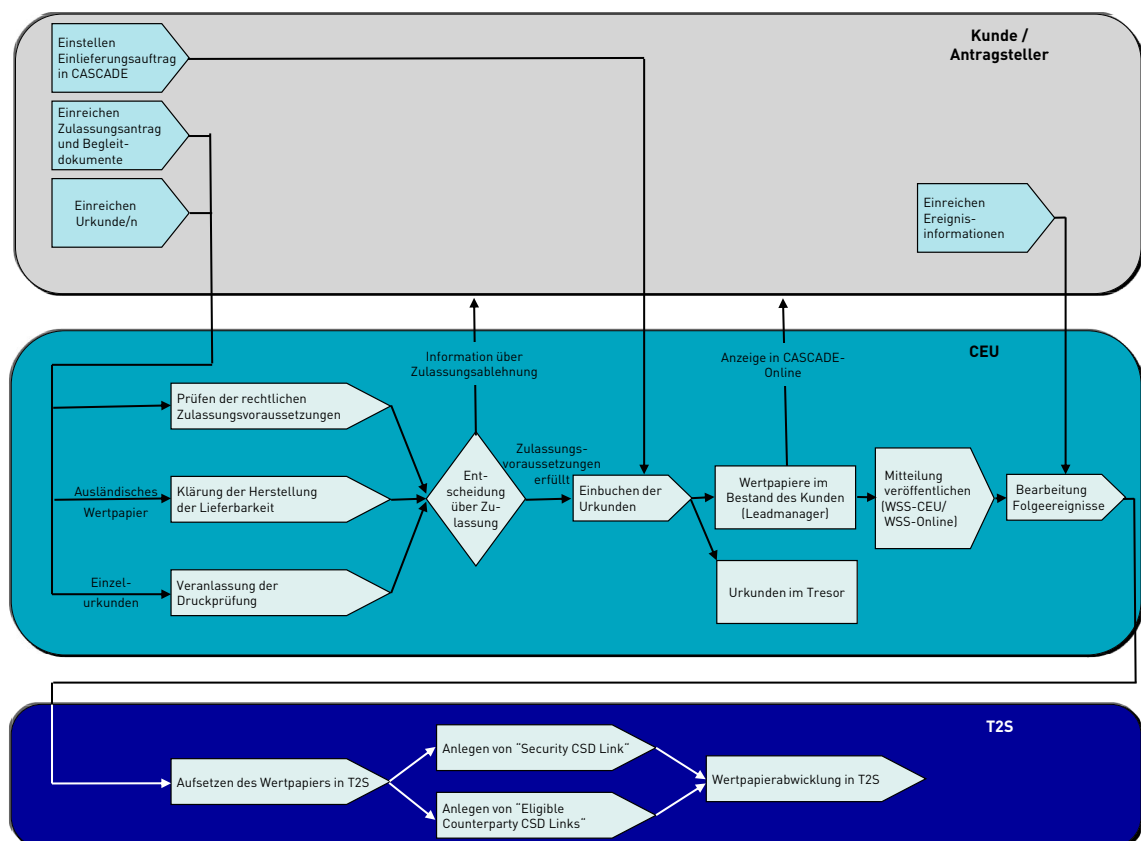 Kunde /
Antragsteller
Einstellen
Einlieferungsauftrag
in CASCADE
Einreichen
Zulassungsantrag
und Begleit-
dokumente
Einreichen
Urkunde/n
Einreichen
Ereignis-
informationen
CEU
Information über
Zulassungsablehnung
Anzeige in CASCADE-
Online
Prüfen der rechtlichen
Zulassungsvoraussetzungen
Ausländisches
Wertpapier
Klärung der Herstellung
der Lieferbarkeit
Einzel-
urkunden
Veranlassung der
Druckprüfung
Ent-
scheidung
über Zu-
lassung
Zulassungs-
voraussetzungen
erfüllt
Einbuchen der
Urkunden
Wertpapiere im
Bestand des Kunden
(Leadmanager)
Urkunden im Tresor
Mitteilung
veröffentlichen
(WSS-CEU/
WSS-Online)
Bearbeitung
Folgeereignisse
T2S
Aufsetzen des Wertpapiers in T2S
Anlegen von "Security CSD Link"
Anlegen von "Eligible
Counterparty CSD Links"
Wertpapierabwicklung in T2S